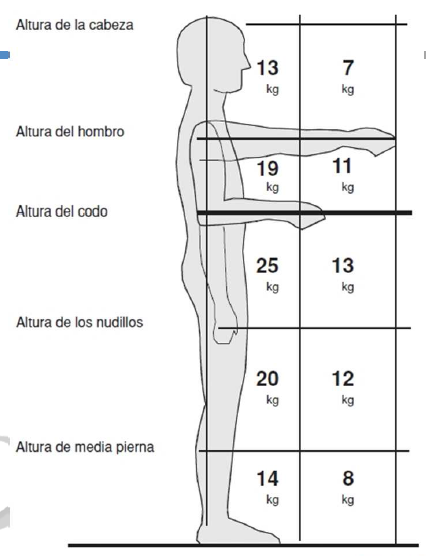 Altura de la cabeza
13 7
kg kg
Altura del hombro
19 11
kg kg
Altura del codo
25 13
kg kg
Altura de los nudillos
20 12
kg kg
Altura de media pierna
14 8
kg kg